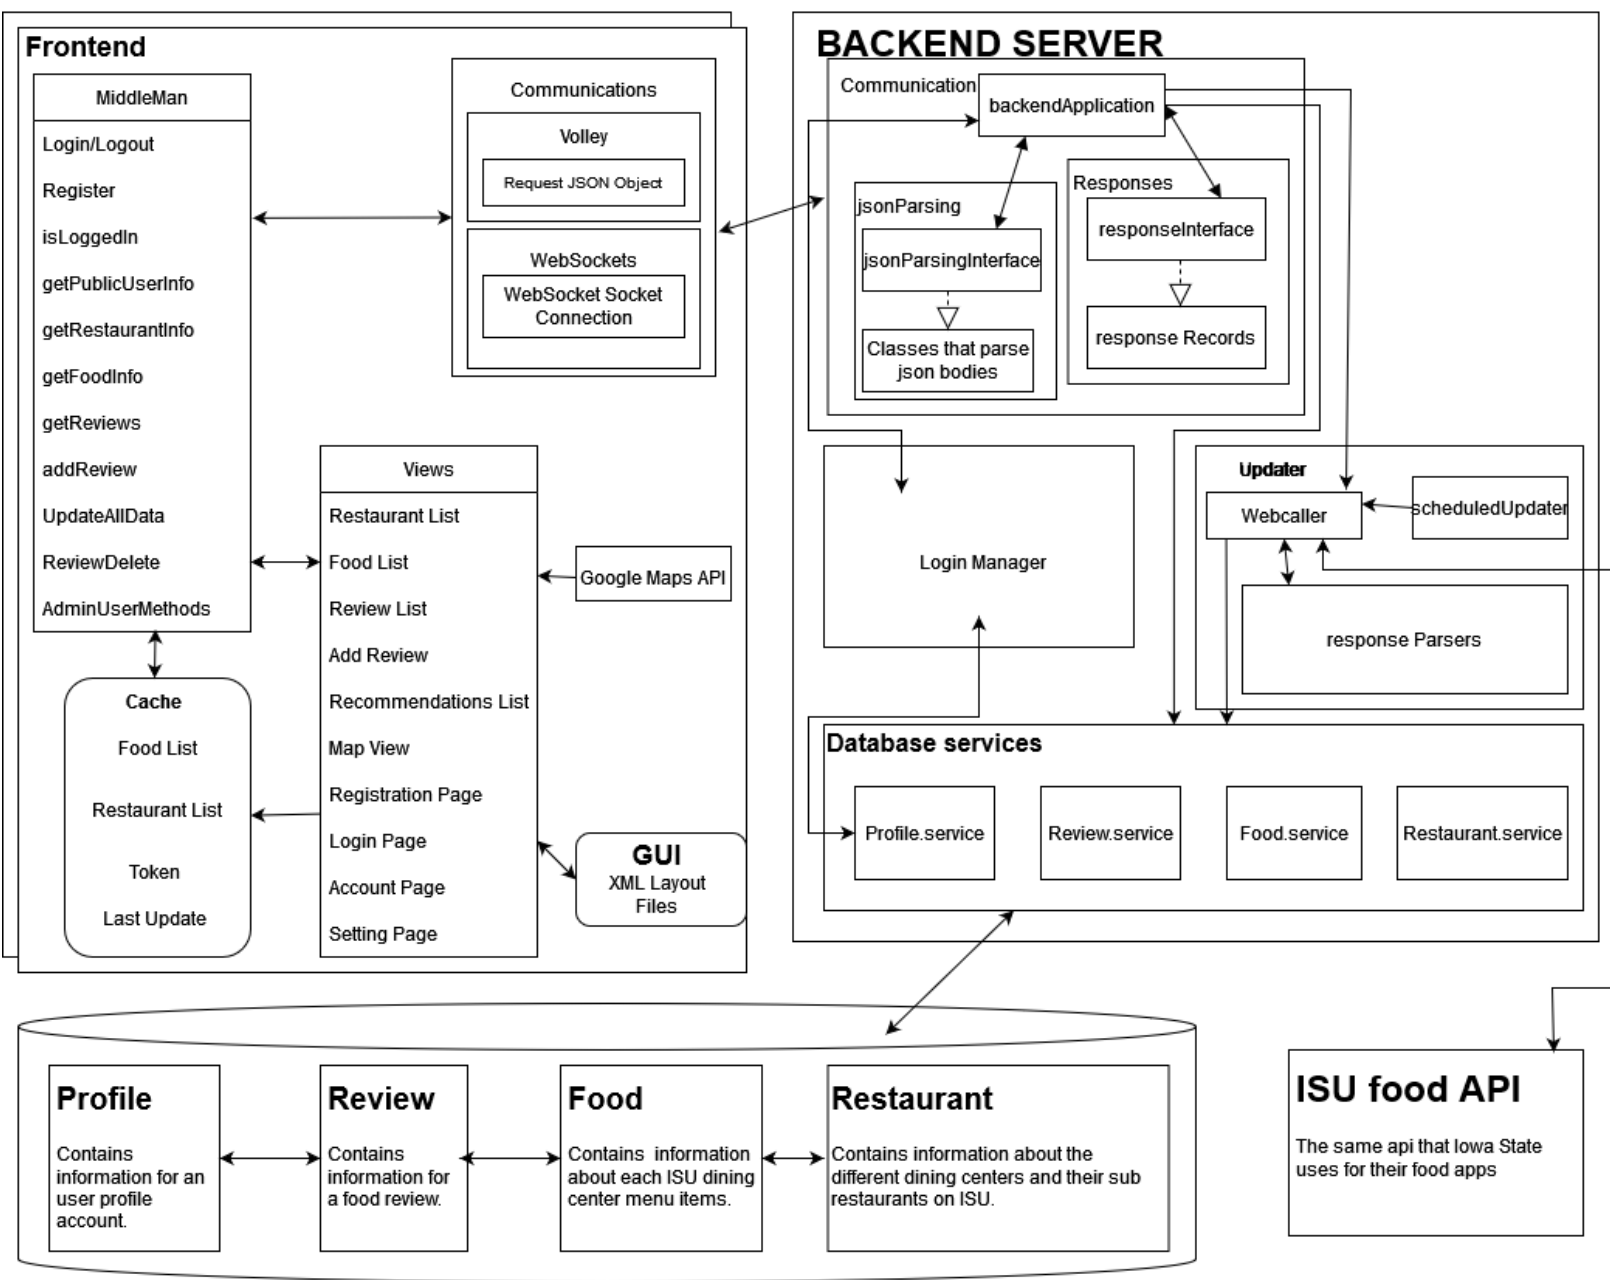 Frontend
MiddleMan
Login/Logout
Register
isLoggedIn
getPublicUserInfo
getRestaurantInfo
getFoodInfo
getReviews
addReview
UpdateAllData
ReviewDelete
AdminUserMethods
Cache
Food List
Restaurant List
Token
Last Update
Communications
Volley
Request JSON Object
WebSockets
WebSocket Socket
Connection
Views
Restaurant List
Food List
Review List
Add Review
Recommendations List
Map View
Registration Page
Login Page
Account Page
Setting Page
Google Maps API
GUI
XML Layout
Files
BACKEND SERVER
Communication
backendApplication
jsonParsing
jsonParsingInterface
Classes that parse
json bodies
Responses
responseInterface
response Records
Login Manager
Updater
Webcaller
scheduledUpdater
response Parsers
Database services
Profile.service
Review.service
Food.service
Restaurant.service
Profile
Contains
information for an
user profile
account.
Review
Contains
information for
a food review.
Food
Contains information
about each ISU dining
center menu items.
Restaurant
Contains information about the
different dining centers and their sub
restaurants on ISU.
ISU food API
The same api that Iowa State
uses for their food apps